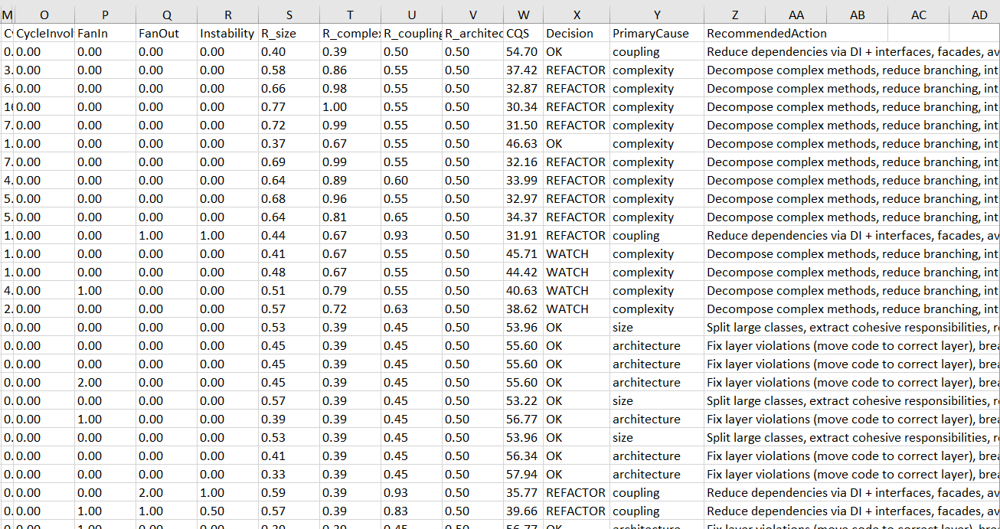 M O P Q R S T U V W X Y Z AA AB AC AD
C CycleInvol FanIn FanOut Instability R_size R_complex R_coupling R_architec CQS Decision PrimaryCause RecommendedAction
0. 0.00 0.00 0.00 0.00 0.40 0.39 0.50 0.50 54.70 OK coupling Reduce dependencies via DI + interfaces, facades, av
3. 0.00 0.00 0.00 0.00 0.58 0.86 0.55 0.50 37.42 REFACTOR complexity Decompose complex methods, reduce branching, int
6. 0.00 0.00 0.00 0.00 0.66 0.98 0.55 0.50 32.87 REFACTOR complexity Decompose complex methods, reduce branching, int
1 0.00 0.00 0.00 0.00 0.77 1.00 0.55 0.50 30.34 REFACTOR complexity Decompose complex methods, reduce branching, int
7. 0.00 0.00 0.00 0.00 0.72 0.99 0.55 0.50 31.50 REFACTOR complexity Decompose complex methods, reduce branching, int
1. 0.00 0.00 0.00 0.00 0.37 0.67 0.55 0.50 46.63 OK complexity Decompose complex methods, reduce branching, int
7. 0.00 0.00 0.00 0.00 0.69 0.99 0.55 0.50 32.16 REFACTOR complexity Decompose complex methods, reduce branching, int
4. 0.00 0.00 0.00 0.00 0.64 0.89 0.60 0.50 33.99 REFACTOR complexity Decompose complex methods, reduce branching, int
5. 0.00 0.00 0.00 0.00 0.68 0.96 0.55 0.50 32.97 REFACTOR complexity Decompose complex methods, reduce branching, int
5. 0.00 0.00 0.00 0.00 0.64 0.81 0.65 0.50 34.37 REFACTOR complexity Decompose complex methods, reduce branching, int
1. 0.00 0.00 1.00 1.00 0.44 0.67 0.93 0.50 31.91 REFACTOR coupling Reduce dependencies via DI + interfaces, facades, av
1. 0.00 0.00 0.00 0.00 0.41 0.67 0.55 0.50 45.71 WATCH complexity Decompose complex methods, reduce branching, int
1. 0.00 0.00 0.00 0.00 0.48 0.67 0.55 0.50 44.42 WATCH complexity Decompose complex methods, reduce branching, int
4. 0.00 1.00 0.00 0.00 0.51 0.79 0.55 0.50 40.63 WATCH complexity Decompose complex methods, reduce branching, int
2. 0.00 0.00 0.00 0.00 0.57 0.72 0.63 0.50 38.62 WATCH complexity Decompose complex methods, reduce branching, int
0. 0.00 0.00 0.00 0.00 0.53 0.39 0.45 0.50 53.96 OK size Split large classes, extract cohesive responsibilities, r
0. 0.00 0.00 0.00 0.00 0.45 0.39 0.45 0.50 55.60 OK architecture Fix layer violations (move code to correct layer), brea
0. 0.00 0.00 0.00 0.00 0.45 0.39 0.45 0.50 55.60 OK architecture Fix layer violations (move code to correct layer), brea
0. 0.00 2.00 0.00 0.00 0.45 0.39 0.45 0.50 55.60 OK architecture Fix layer violations (move code to correct layer), brea
0. 0.00 0.00 0.00 0.00 0.57 0.39 0.45 0.50 53.22 OK size Split large classes, extract cohesive responsibilities, r
0. 0.00 1.00 0.00 0.00 0.39 0.39 0.45 0.50 56.77 OK architecture Fix layer violations (move code to correct layer), brea
0. 0.00 0.00 0.00 0.00 0.53 0.39 0.45 0.50 53.96 OK size Split large classes, extract cohesive responsibilities, r
0. 0.00 0.00 0.00 0.00 0.41 0.39 0.45 0.50 56.34 OK architecture Fix layer violations (move code to correct layer), brea
0. 0.00 0.00 0.00 0.00 0.33 0.39 0.45 0.50 57.94 OK architecture Fix layer violations (move code to correct layer), brea
0. 0.00 0.00 2.00 1.00 0.59 0.39 0.93 0.50 35.77 REFACTOR coupling Reduce dependencies via DI + interfaces, facades, av
0. 0.00 1.00 1.00 0.50 0.57 0.39 0.83 0.50 39.66 REFACTOR coupling Reduce dependencies via DI + interfaces, facades, av
0. 0.00 1.00 0.00 0.00 0.39 0.39 0.45 0.50 56.77 OK architecture Fix layer violations (move code to correct layer), brea